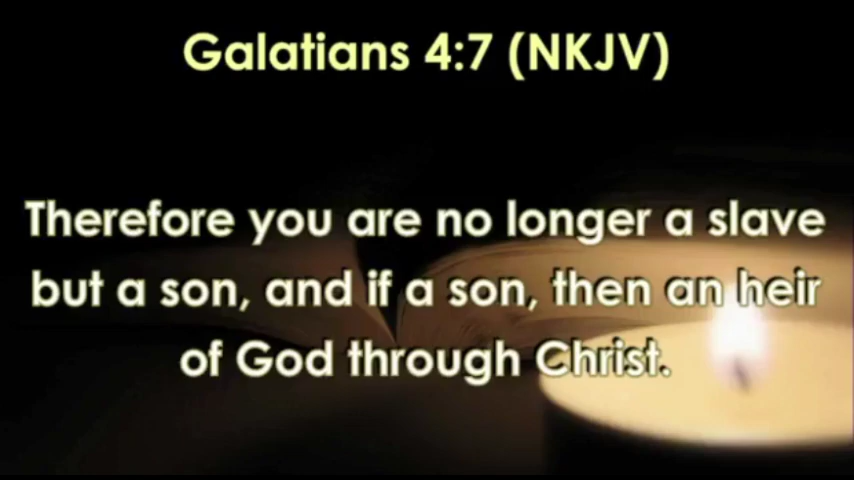 Galatians 4:7 (NKJV)
Therefore you are no longer a slave
but a son, and if a son, then an heir
of God through Christ.